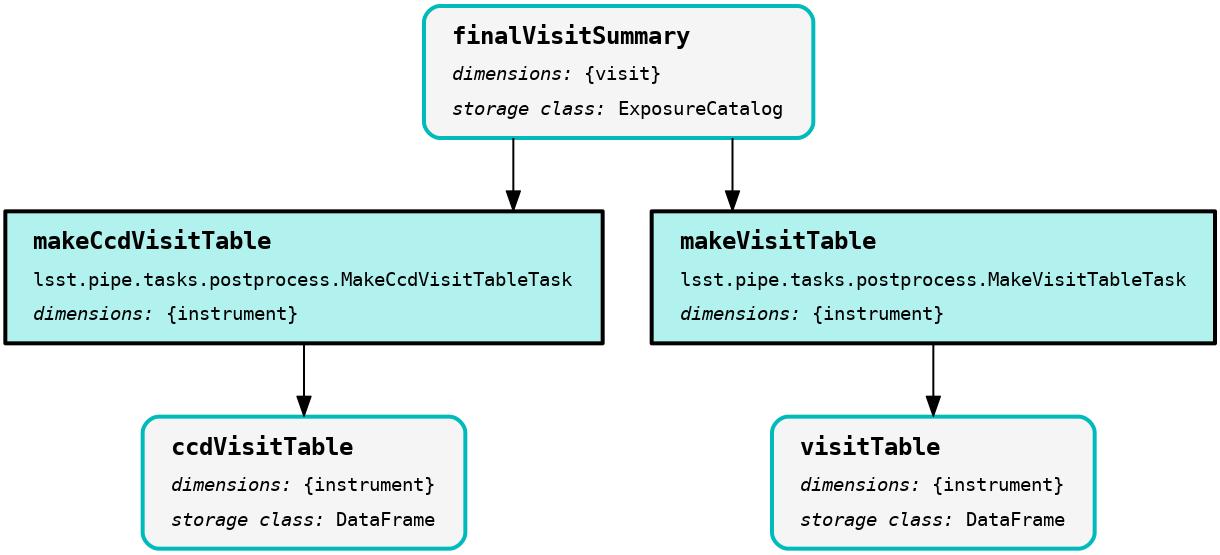 finalVisitSummary
dimensions: {visit}
storage class: ExposureCatalog
makeCcdVisitTable
lsst.pipe.tasks.postprocess.MakeCcdVisitTableTask
dimensions: {instrument}
makeVisitTable
lsst.pipe.tasks.postprocess.MakeVisitTableTask
dimensions: {instrument}
ccdVisitTable
dimensions: {instrument}
storage class: DataFrame
visitTable
dimensions: {instrument}
storage class: DataFrame